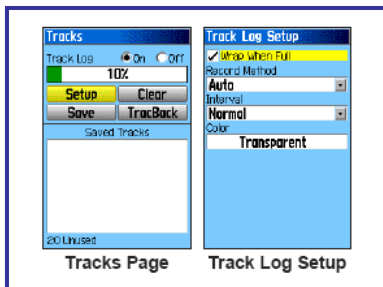 Tracks
Track Log On Off
10%
Setup Clear
Save TracBack
Saved Tracks
20 Unused
Tracks Page
Track Log Setup
Wrap When Full
Record Method
Auto
Interval
Normal
Color
Transparent
Track Log Setup